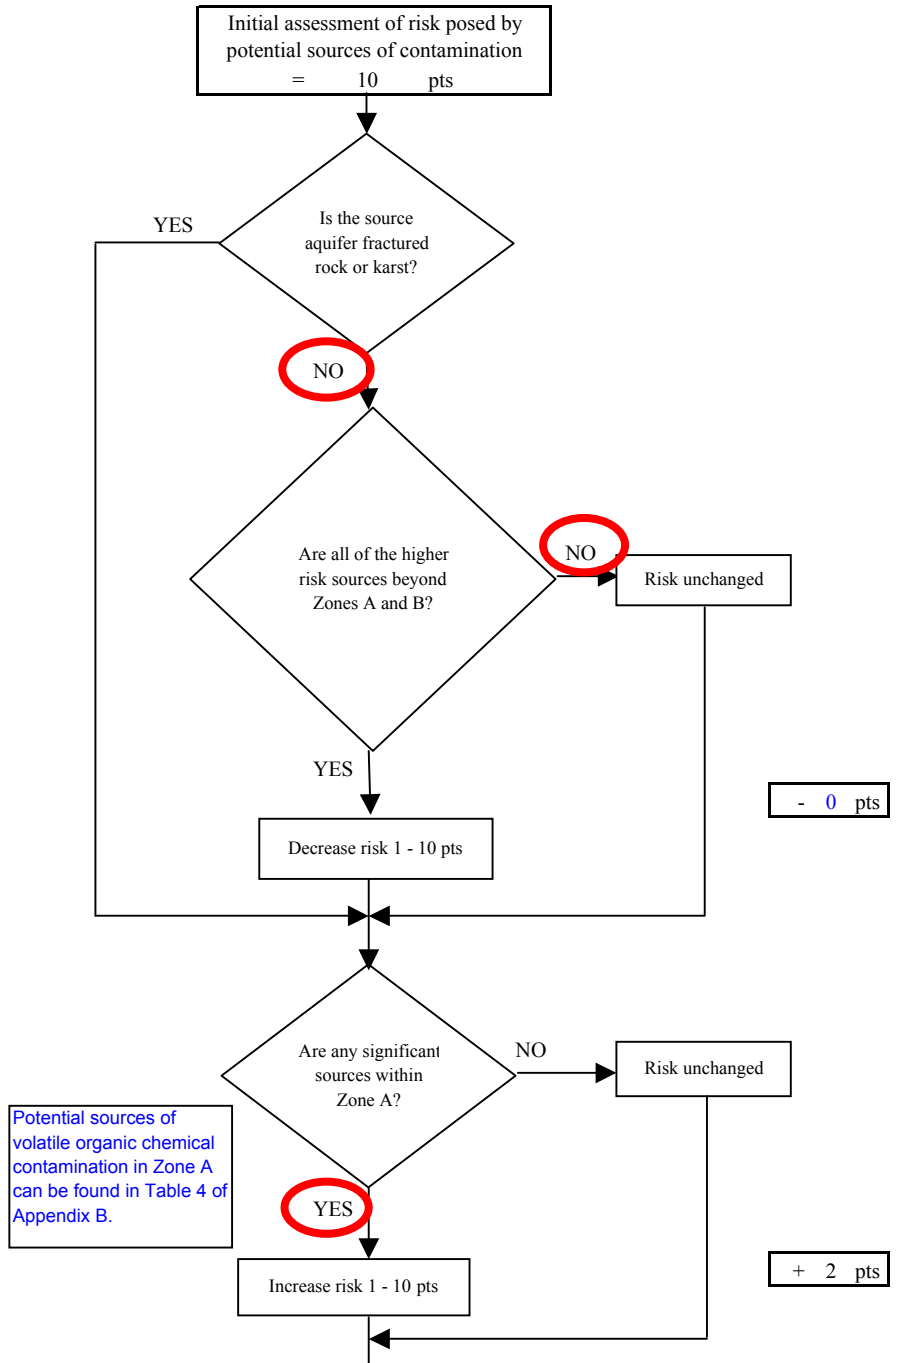 Initial assessment of risk posed by
potential sources of contamination
= 10 pts
Is the source
aquifer fractured
rock or karst?
YES
NO
Are all of the higher
risk sources beyond
Zones A and B?
NO
Risk unchanged
YES
- 0 pts
Decrease risk 1 - 10 pts
Are any significant
sources within
Zone A?
NO
Risk unchanged
Potential sources of
volatile organic chemical
contamination in Zone A
can be found in Table 4 of
Appendix B.
YES
+ 2 pts
Increase risk 1 - 10 pts